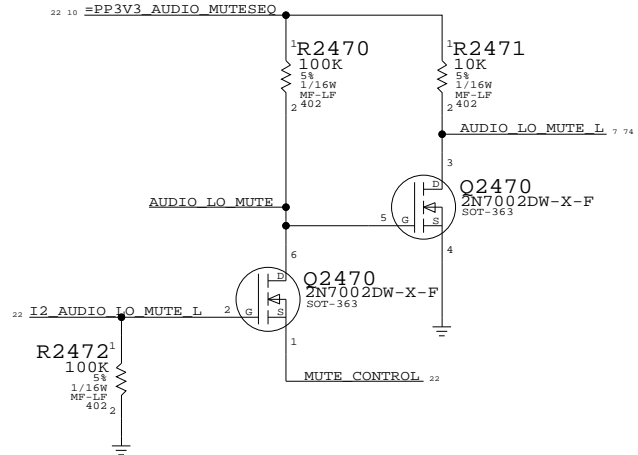 22 10 =PP3V3_AUDIO_MUTESEQ
1
R2470
100K
5%
1/16W
MF-LF
402
2
1
R2471
10K
5%
1/16W
MF-LF
402
2
AUDIO_LO_MUTE_L 7 74
3
D
Q2470
2N7002DW-X-F
SOT-363
5 G S
4
AUDIO_LO_MUTE
6
D
Q2470
2N7002DW-X-F
SOT-363
22 I2_AUDIO_LO_MUTE_L 2 G S
1
MUTE_CONTROL 22
R2472 1
100K
5%
1/16W
MF-LF
402 2